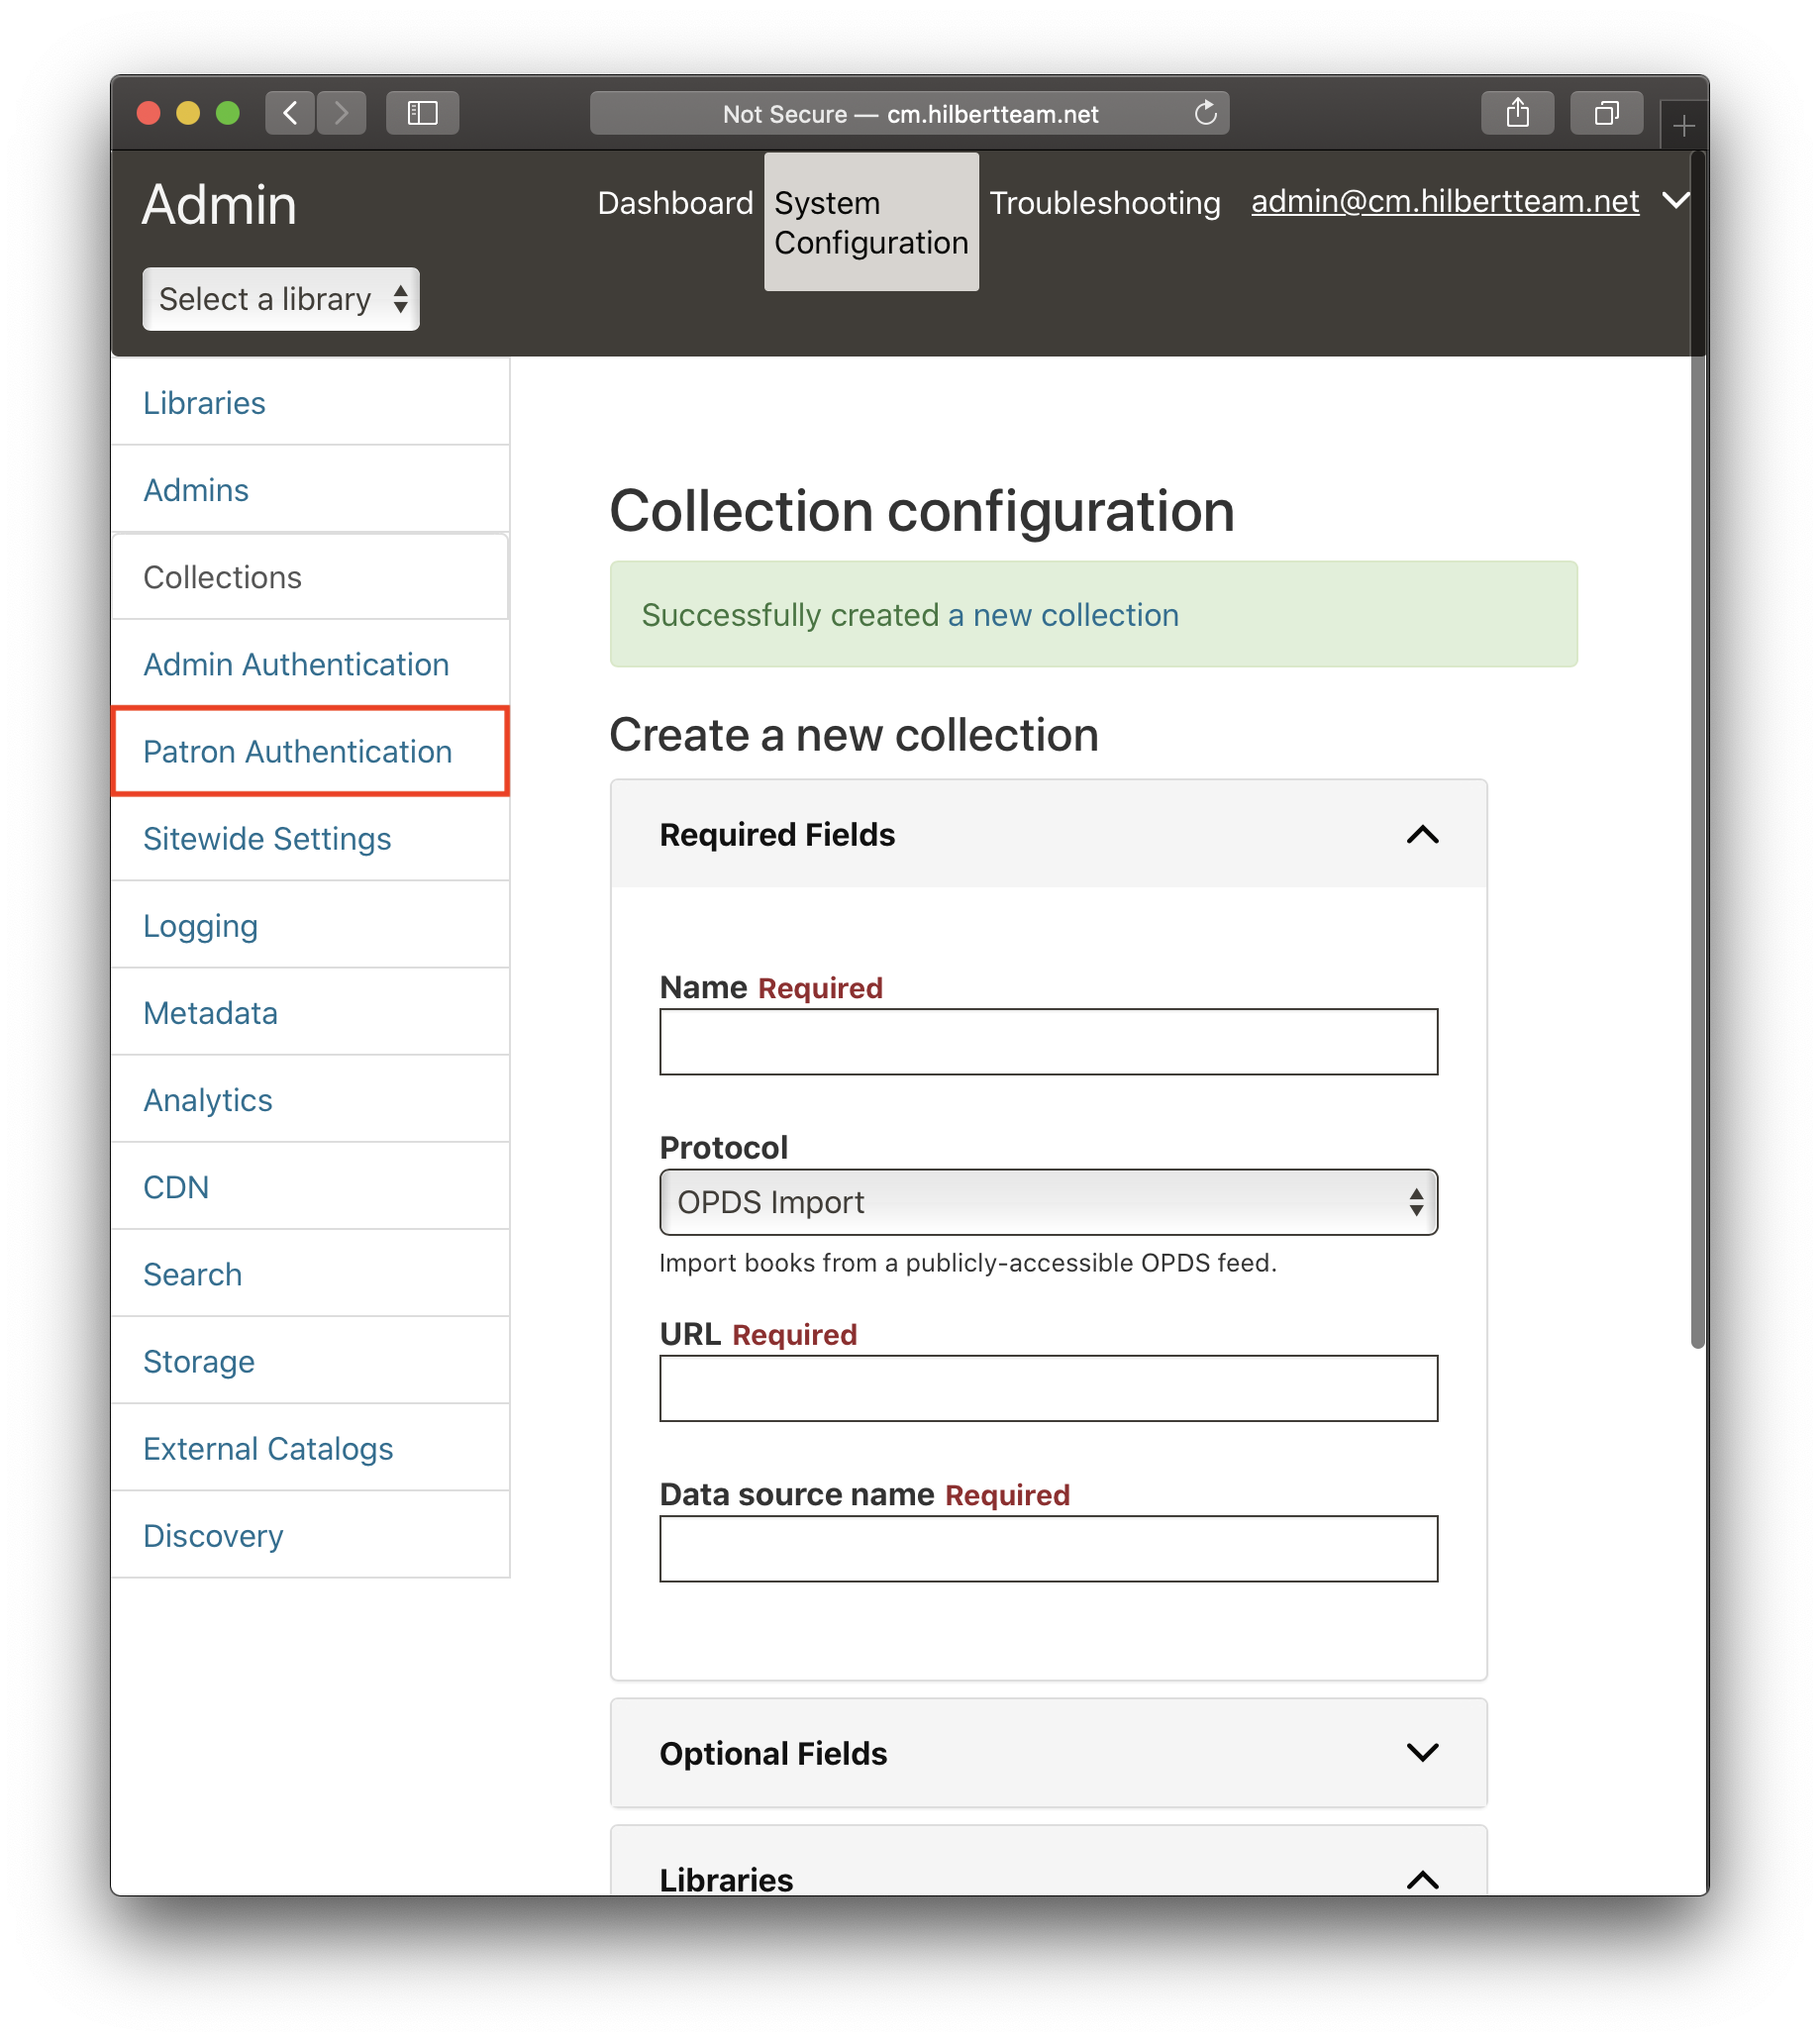 Not Secure — cm.hilbertteam.net
Admin
Dashboard
System
Configuration
Troubleshooting
admin@cm.hilbertteam.net
Select a library
Libraries
Admins
Collections
Admin Authentication
Patron Authentication
Sitewide Settings
Logging
Metadata
Analytics
CDN
Search
Storage
External Catalogs
Discovery
Collection configuration
Successfully created a new collection
Create a new collection
Required Fields
Name Required
Protocol
OPDS Import
Import books from a publicly-accessible OPDS feed.
URL Required
Data source name Required
Optional Fields
Libraries